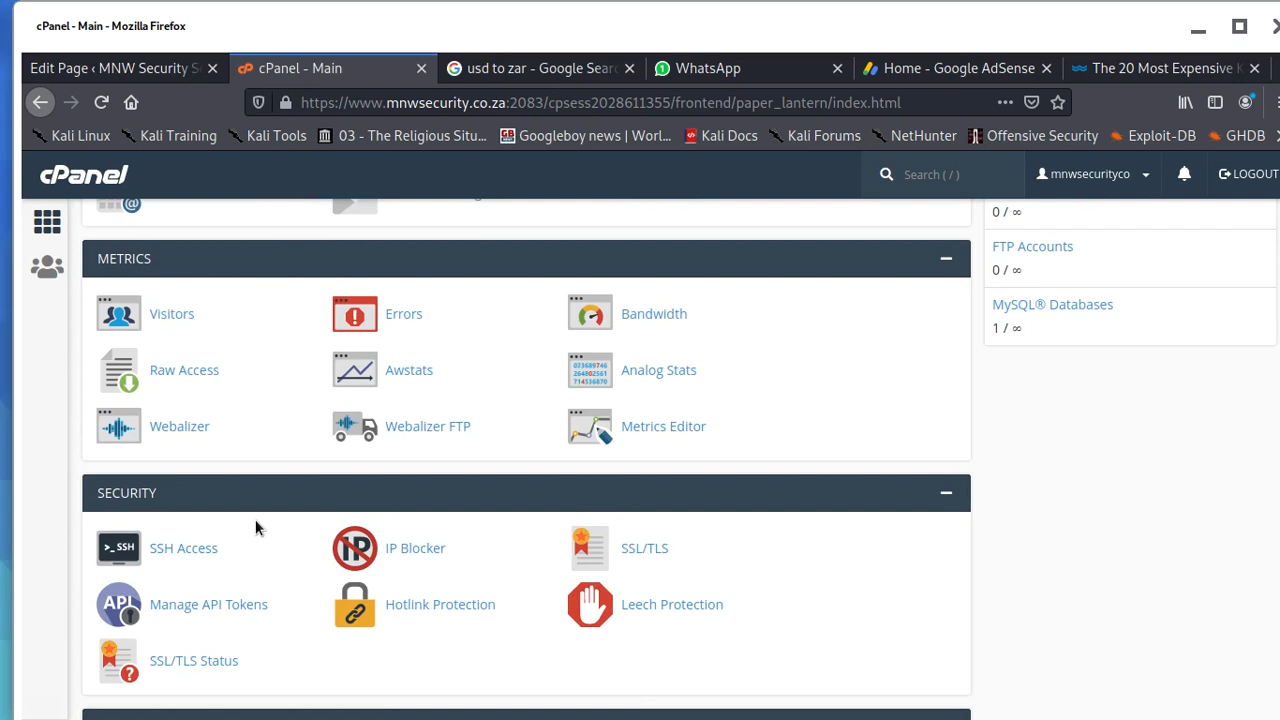 cPanel - Main - Mozilla Firefox
Edit Page ‹ MNW Security S
cPanel - Main
usd to zar - Google Sear
WhatsApp
Home - Google AdSense
The 20 Most Expensive K
https://www.mnwsecurity.co.za:2083/cpsess2028611355/frontend/paper_lantern/index.html
Kali Linux
Kali Training
Kali Tools
03 - The Religious Situ...
Googleboy news | Worl...
Kali Docs
Kali Forums
NetHunter
Offensive Security
Exploit-DB
GHDB
cPanel
Search ( / )
mnwsecurityco
LOGOUT
0 / ∞
FTP Accounts
0 / ∞
MySQL® Databases
1 / ∞
METRICS
Visitors
Errors
Bandwidth
Raw Access
Awstats
Analog Stats
Webalizer
Webalizer FTP
Metrics Editor
SECURITY
>_SSH
SSH Access
IP
IP Blocker
SSL/TLS
API
Manage API Tokens
Hotlink Protection
Leech Protection
SSL/TLS Status